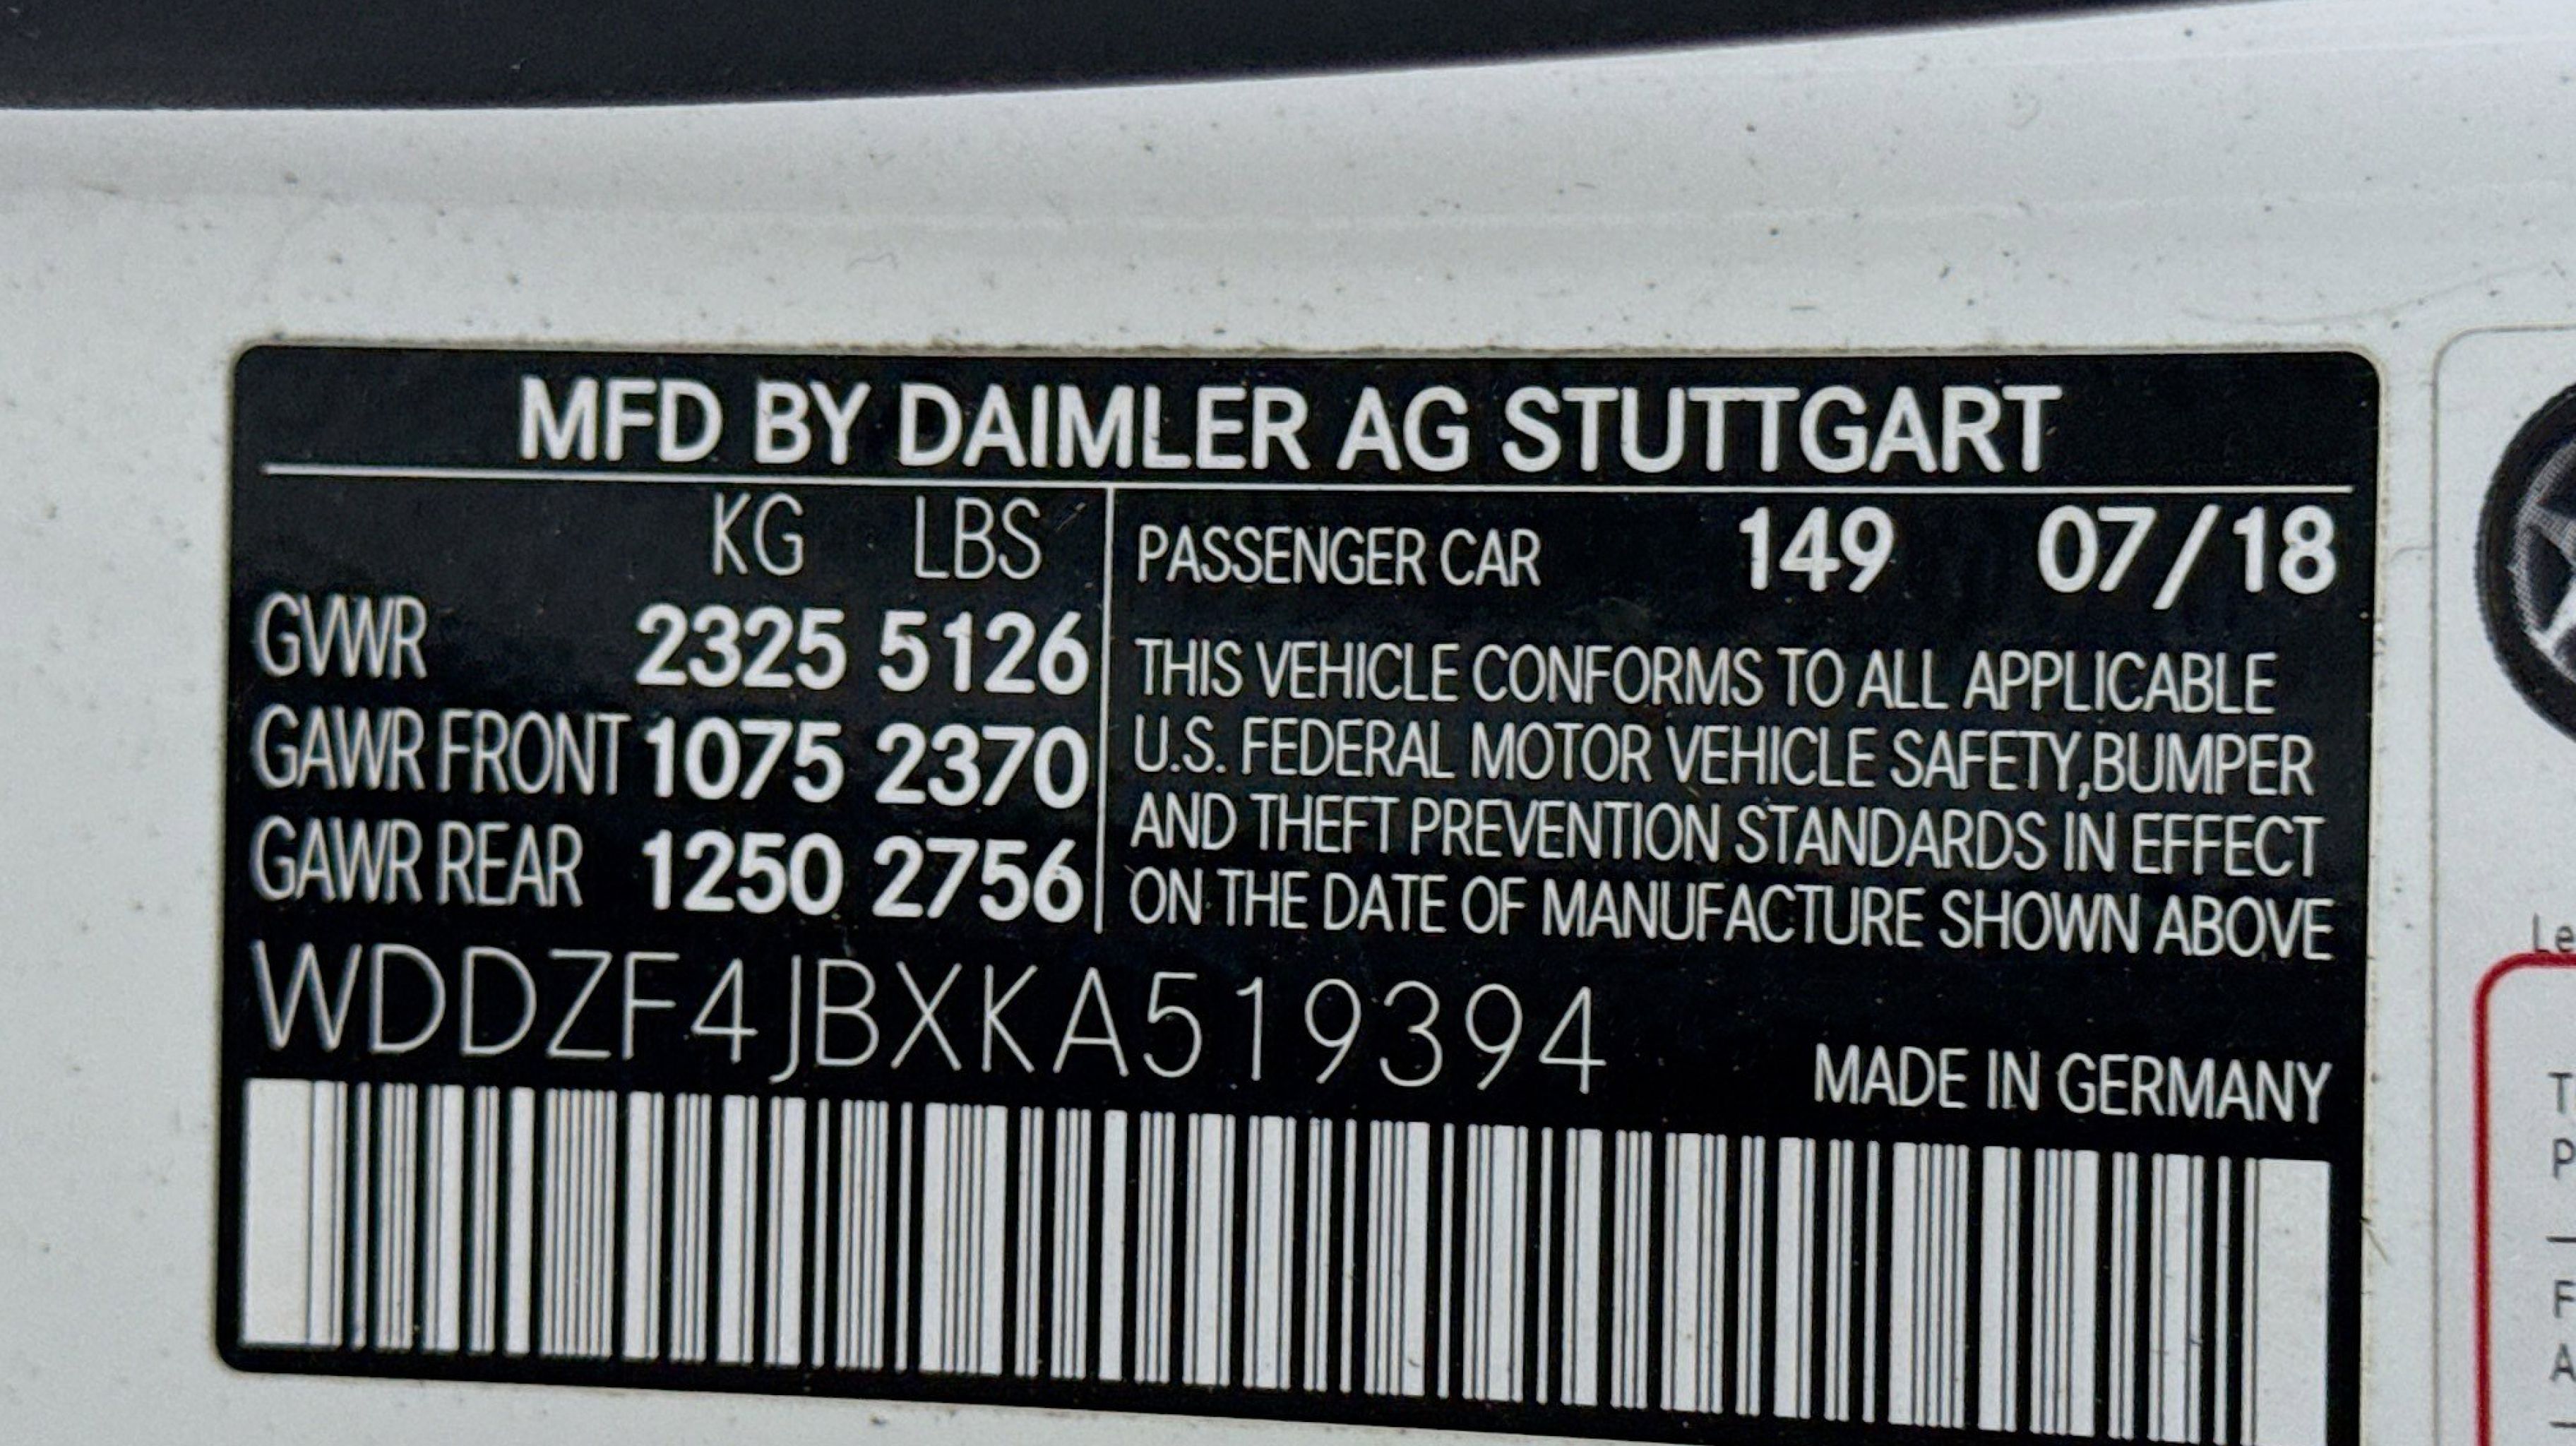 MFD BY DAIMLER AG STUTTGART
KG LBS
GVWR 2325 5126
GAWR FRONT 1075 2370
GAWR REAR 1250 2756
PASSENGER CAR 149 07/18
THIS VEHICLE CONFORMS TO ALL APPLICABLE
U.S. FEDERAL MOTOR VEHICLE SAFETY,BUMPER
AND THEFT PREVENTION STANDARDS IN EFFECT
ON THE DATE OF MANUFACTURE SHOWN ABOVE
WDDZF4JBXKA519394
MADE IN GERMANY